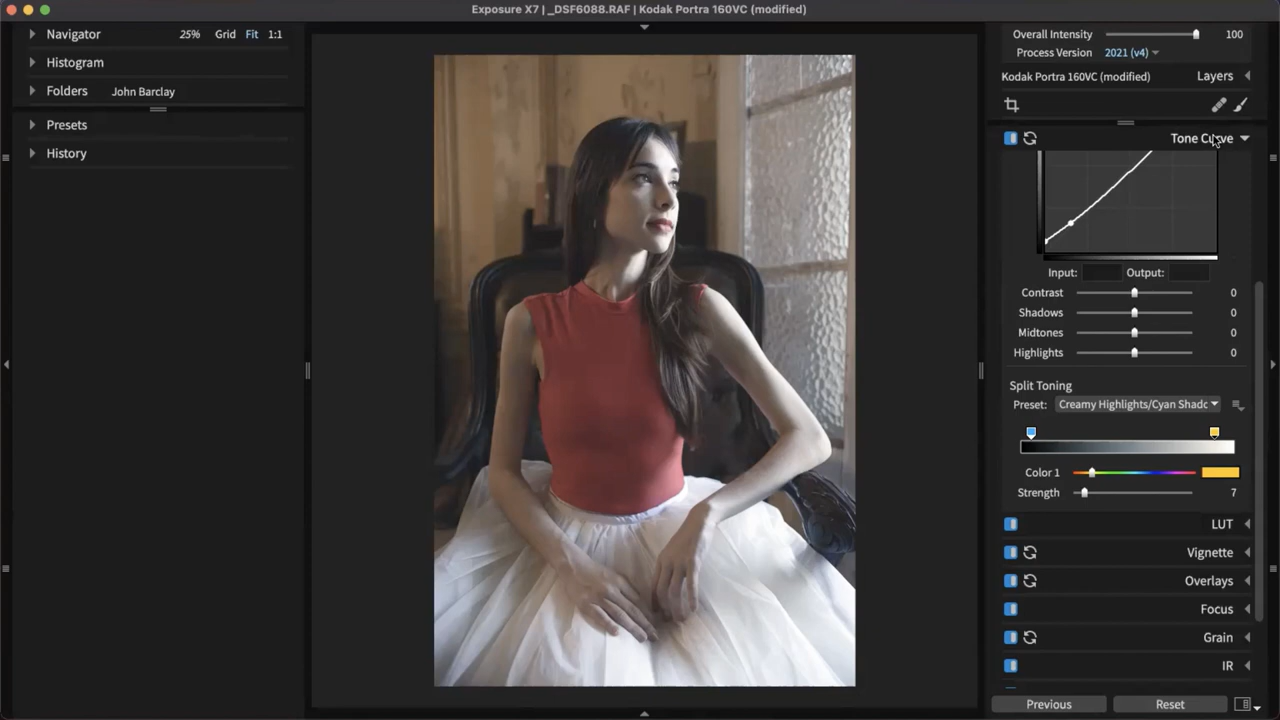 Exposure X7 | _DSF6088.RAF | Kodak Portra 160VC (modified)
Navigator 25% Grid Fit 1:1
Histogram
Folders John Barclay
Presets
History
Overall Intensity 100
Process Version 2021 (v4)
Kodak Portra 160VC (modified) Layers
Tone Curve
Input: Output:
Contrast 0
Shadows 0
Midtones 0
Highlights 0
Split Toning
Preset: Creamy Highlights/Cyan Shadc
Color 1
Strength 7
LUT
Vignette
Overlays
Focus
Grain
IR
Previous Reset